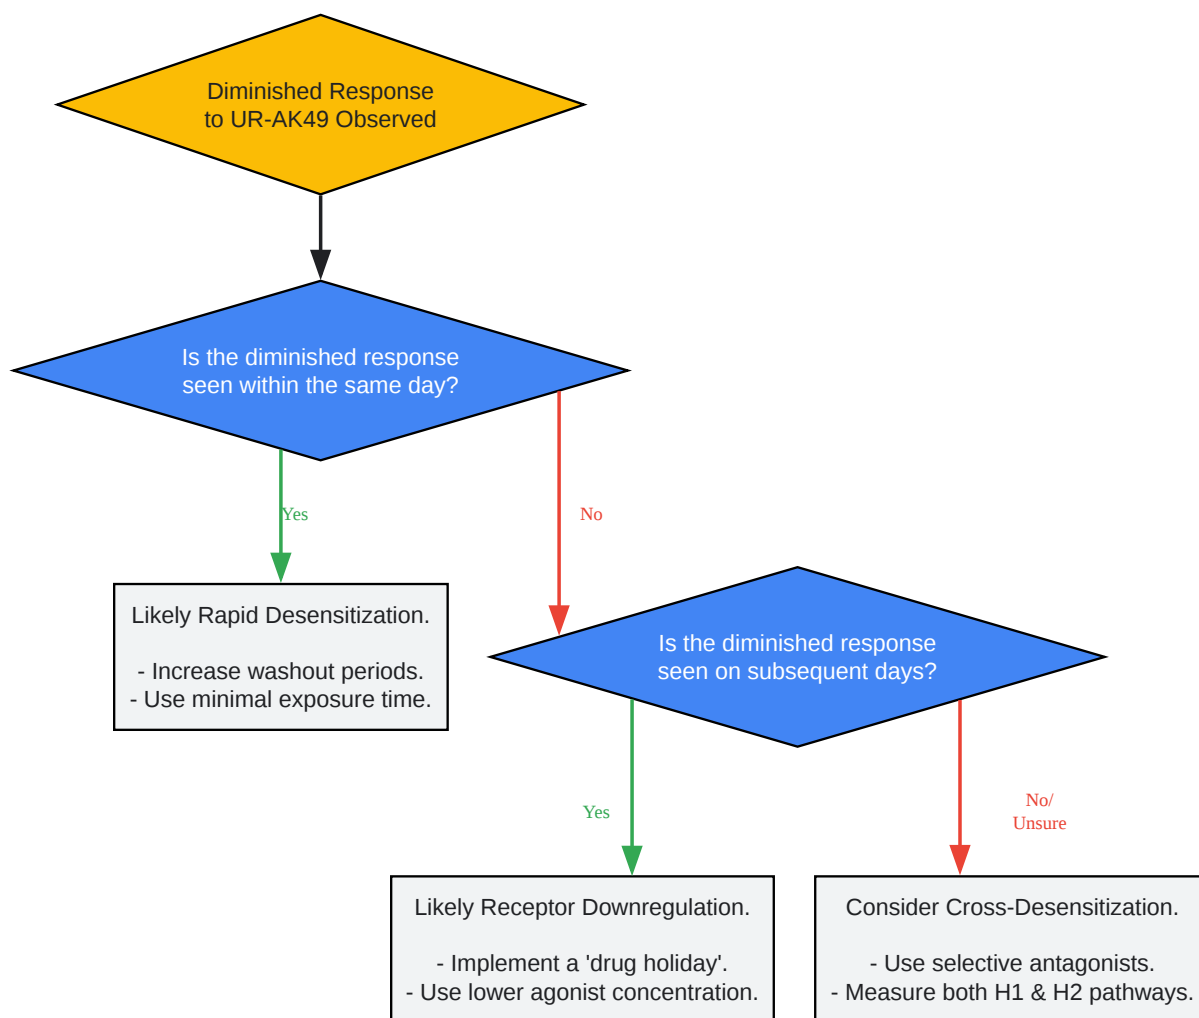 Diminished Response
to UR-AK49 Observed
Is the diminished response
seen within the same day?
Yes
No
Likely Rapid Desensitization.
- Increase washout periods.
- Use minimal exposure time.
Is the diminished response
seen on subsequent days?
Yes
No/
Unsure
Likely Receptor Downregulation.
- Implement a 'drug holiday'.
- Use lower agonist concentration.
Consider Cross-Desensitization.
- Use selective antagonists.
- Measure both H1 & H2 pathways.